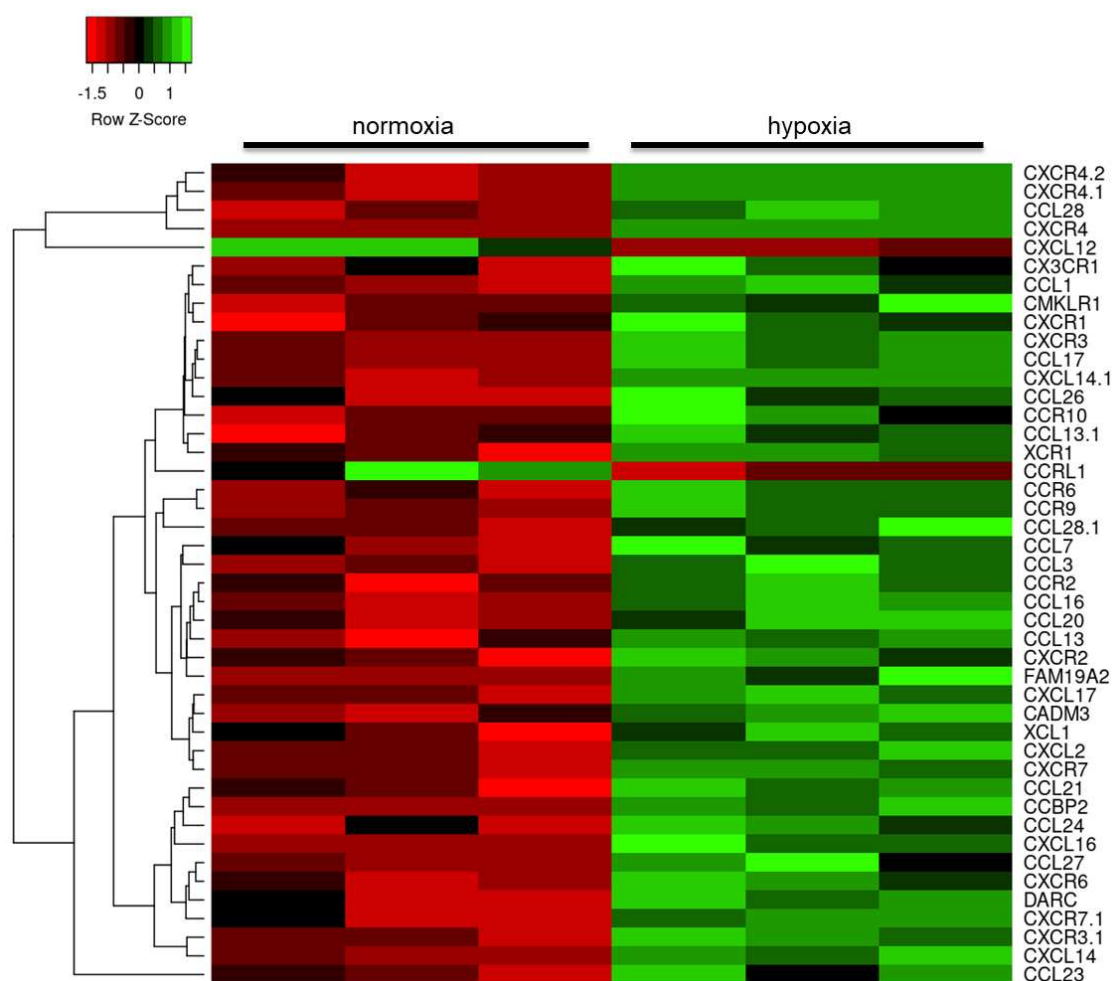 -1.5 0 1
Row Z-Score
normoxia hypoxia
CXCR4.2
CXCR4.1
CCL28
CXCR4
CXCL12
CX3CR1
CCL1
CMKLR1
CXCR1
CXCR3
CCL17
CXCL14.1
CCL26
CCR10
CCL13.1
XCR1
CCRL1
CCR6
CCR9
CCL28.1
CCL7
CCL3
CCR2
CCL16
CCL20
CCL13
CXCR2
FAM19A2
CXCL17
CADM3
XCL1
CXCL2
CXCR7
CCL21
CCBP2
CCL24
CXCL16
CCL27
CXCR6
DARC
CXCR7.1
CXCR3.1
CXCL14
CCL23